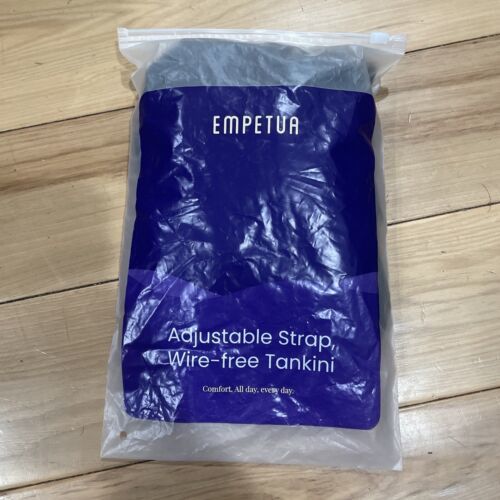 EMPETUA
Adjustable Strap,
Wire-free Tankini
Comfort. All day, every day.